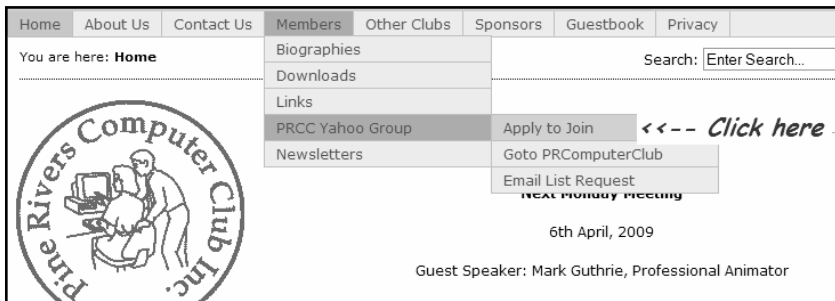 Home About Us Contact Us Members Other Clubs Sponsors Guestbook Privacy
You are here: Home
Search: Enter Search...
Biographies
Downloads
Links
PRCC Yahoo Group
Newsletters
Apply to Join <<-- Click here
Goto PRComputerClub
Email List Request
Next Monday Meeting
6th April, 2009
Guest Speaker: Mark Guthrie, Professional Animator
Pine Rivers Computer Club Inc.